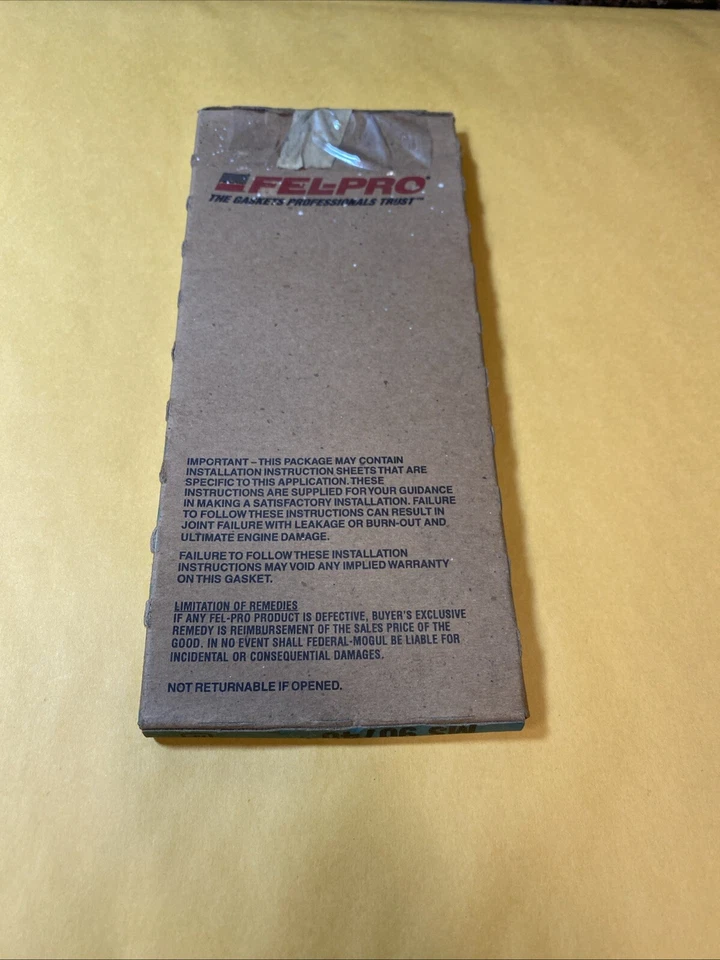 FEL-PRO®
THE GASKETS PROFESSIONALS TRUST™
IMPORTANT – THIS PACKAGE MAY CONTAIN
INSTALLATION INSTRUCTION SHEETS THAT ARE
SPECIFIC TO THIS APPLICATION. THESE
INSTRUCTIONS ARE SUPPLIED FOR YOUR GUIDANCE
IN MAKING A SATISFACTORY INSTALLATION. FAILURE
TO FOLLOW THESE INSTRUCTIONS CAN RESULT IN
JOINT FAILURE WITH LEAKAGE OR BURN-OUT AND
ULTIMATE ENGINE DAMAGE.
FAILURE TO FOLLOW THESE INSTALLATION
INSTRUCTIONS MAY VOID ANY IMPLIED WARRANTY
ON THIS GASKET.
LIMITATION OF REMEDIES
IF ANY FEL-PRO PRODUCT IS DEFECTIVE, BUYER'S EXCLUSIVE
REMEDY IS REIMBURSEMENT OF THE SALES PRICE OF THE
GOOD. IN NO EVENT SHALL FEDERAL-MOGUL BE LIABLE FOR
INCIDENTAL OR CONSEQUENTIAL DAMAGES.
NOT RETURNABLE IF OPENED.
MS